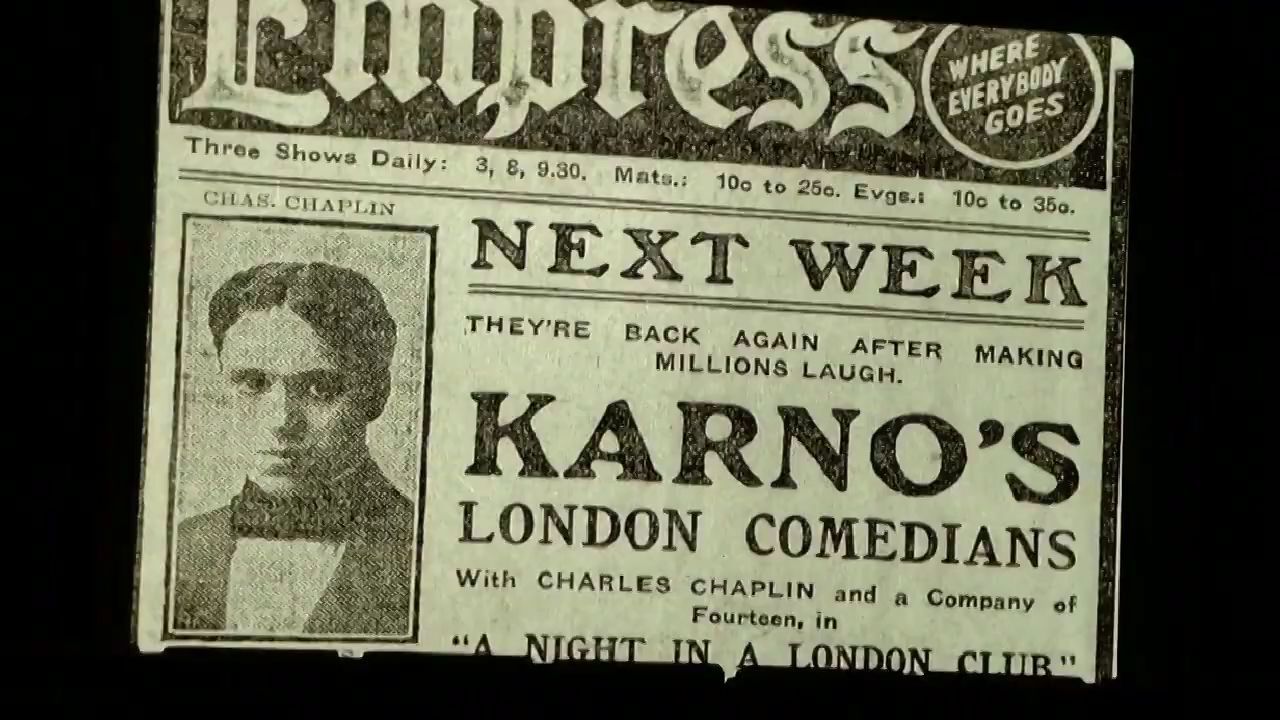 Empress
WHERE
EVERYBODY
GOES
Three Shows Daily: 3, 8, 9.30. Mats.: 10c to 25c. Evgs.: 10c to 35c.
CHAS. CHAPLIN
NEXT WEEK
THEY'RE BACK AGAIN AFTER MAKING
MILLIONS LAUGH.
KARNO'S
LONDON COMEDIANS
With CHARLES CHAPLIN and a Company of
Fourteen, in
"A NIGHT IN A LONDON CLUB"